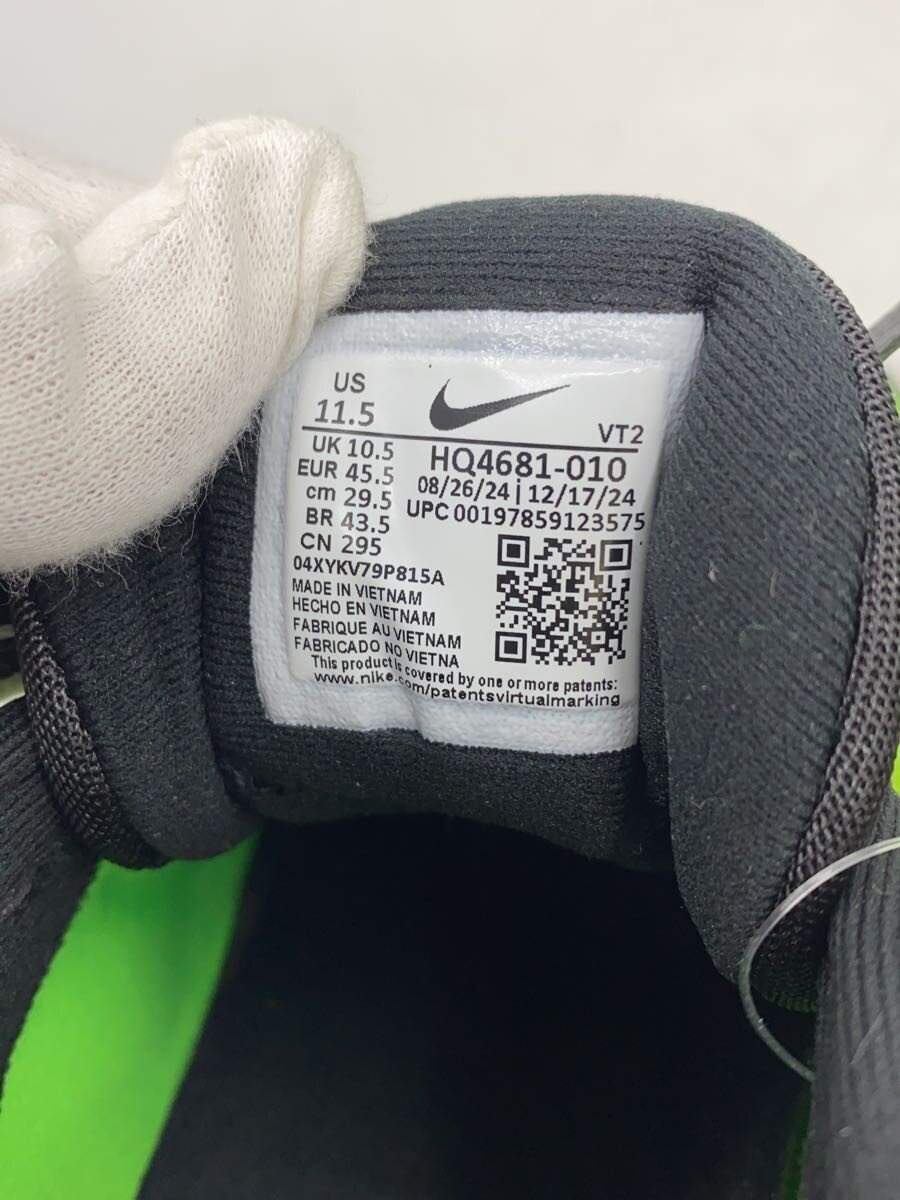 US
11.5
VT2
UK 10.5
EUR 45.5
cm 29.5
BR 43.5
CN 295
HQ4681-010
08/26/24 | 12/17/24
UPC 00197859123575
04XYKV79P815A
MADE IN VIETNAM
HECHO EN VIETNAM
FABRIQUE AU VIETNAM
FABRICADO NO VIETNA
This product is covered by one or more patents:
www.nike.com/patentsvirtualmarking